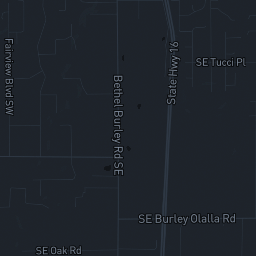 Fairview Blvd SW
Bethel Burley Rd SE
State Hwy 16
SE Tucci Pl
SE Burley Olalla Rd
SE Oak Rd